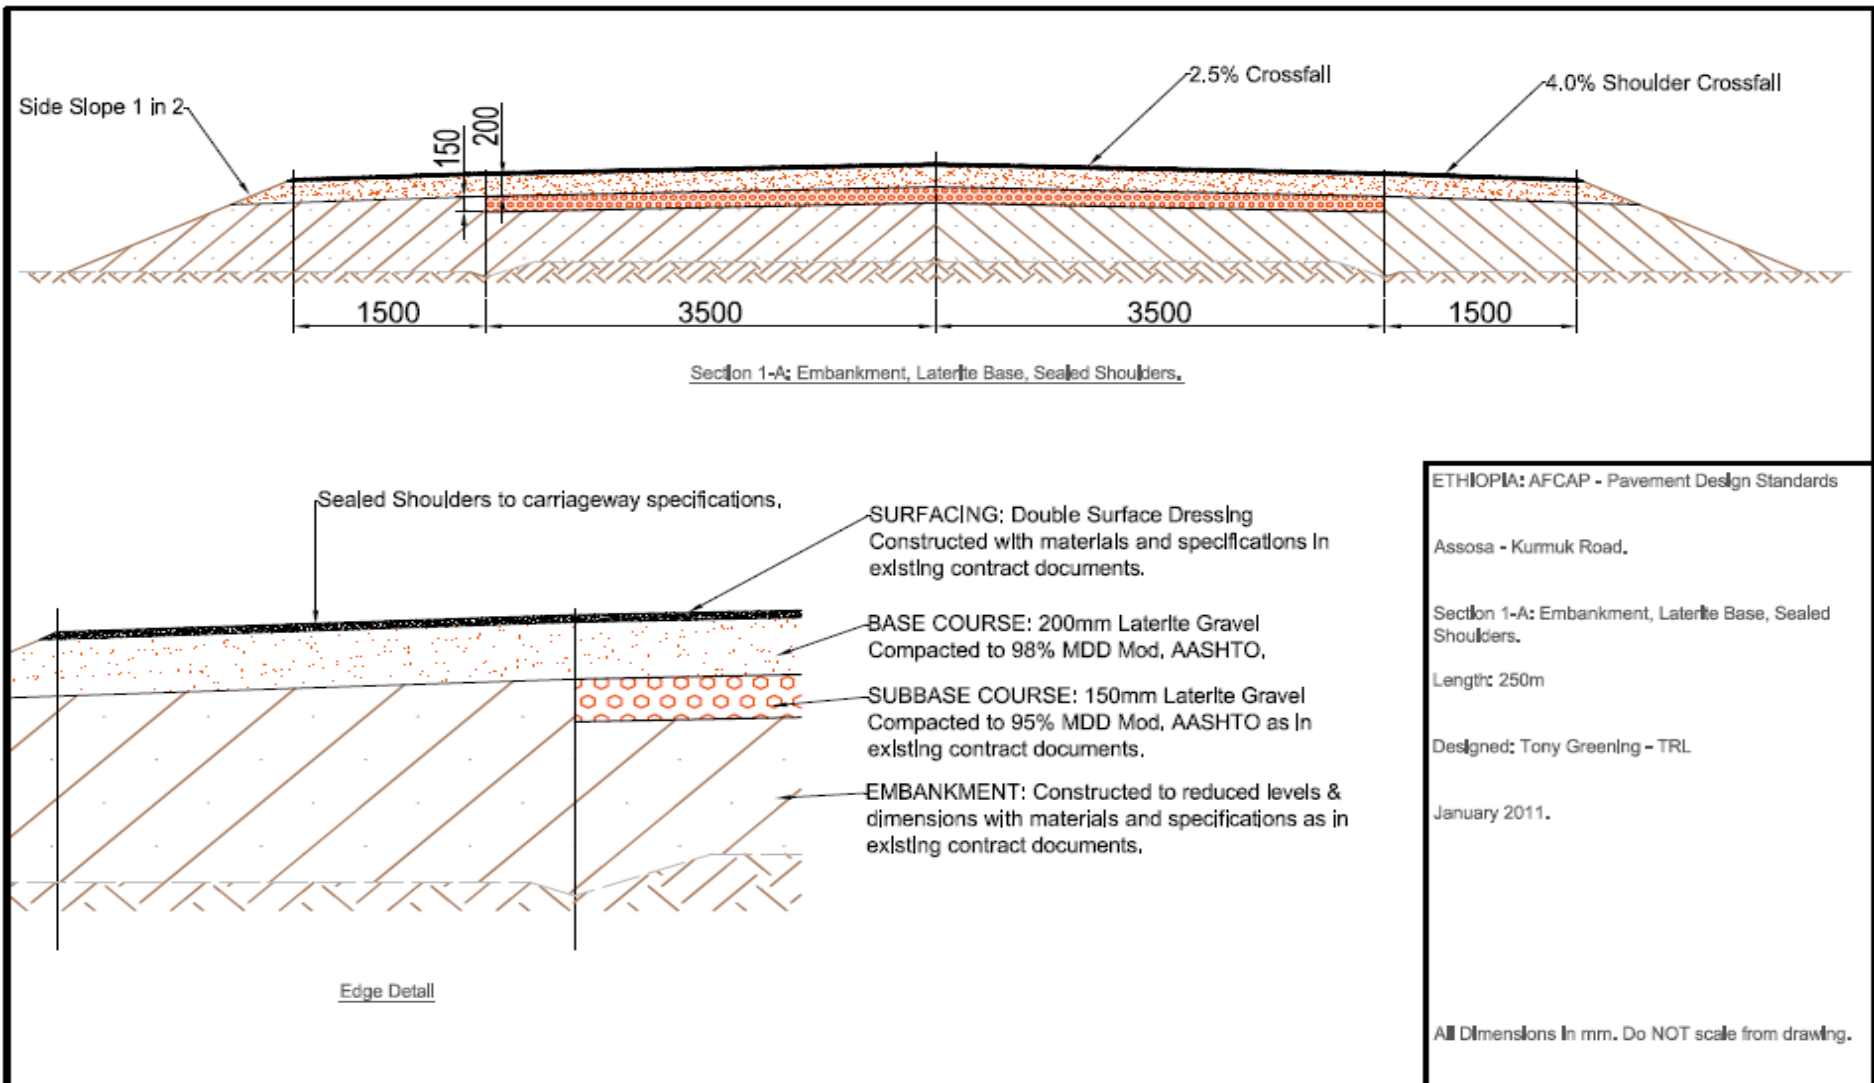 Side Slope 1 in 2
150
200
2.5% Crossfall
4.0% Shoulder Crossfall
1500
3500
3500
1500
Section 1-A: Embankment, Laterite Base, Sealed Shoulders.
Sealed Shoulders to carriageway specifications.
SURFACING: Double Surface Dressing
Constructed with materials and specifications in
existing contract documents.
BASE COURSE: 200mm Laterite Gravel
Compacted to 98% MDD Mod. AASHTO.
SUBBASE COURSE: 150mm Laterite Gravel
Compacted to 95% MDD Mod. AASHTO as in
existing contract documents.
EMBANKMENT: Constructed to reduced levels &
dimensions with materials and specifications as in
existing contract documents.
Edge Detail
ETHIOPIA: AFCAP - Pavement Design Standards
Assosa - Kurmuk Road.
Section 1-A: Embankment, Laterite Base, Sealed
Shoulders.
Length: 250m
Designed: Tony Greening - TRL
January 2011.
All Dimensions in mm. Do NOT scale from drawing.